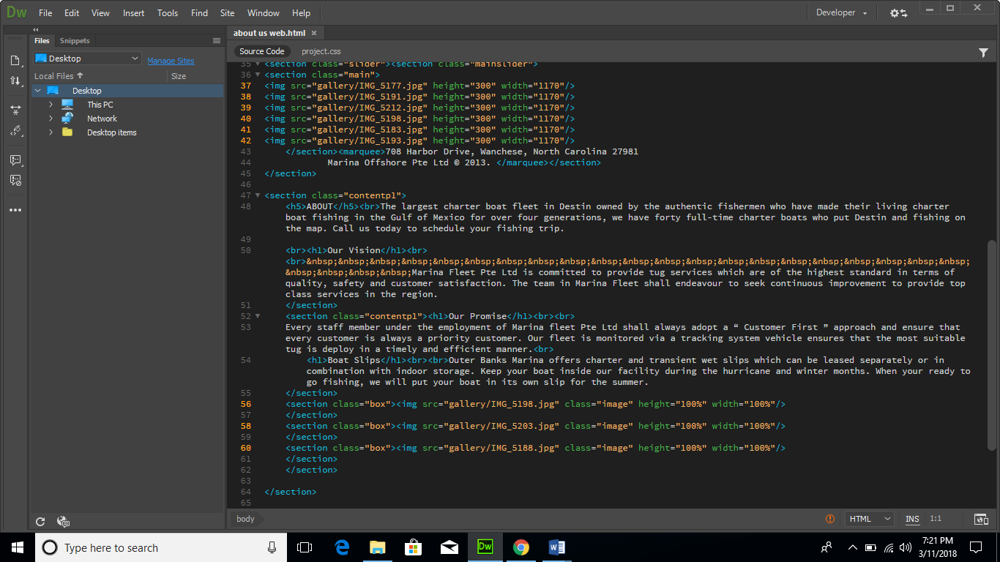 Dw File Edit View Insert Tools Find Site Window Help Developer
Files Snippets
Desktop Manage Sites
Local Files Size
Desktop
This PC
Network
Desktop items
about us web.html
Source Code project.css
35 <section class="slider"><section class="mainslider">
36 <section class="main">
37 <img src="gallery/IMG_5177.jpg" height="300" width="1170"/>
38 <img src="gallery/IMG_5191.jpg" height="300" width="1170"/>
39 <img src="gallery/IMG_5212.jpg" height="300" width="1170"/>
40 <img src="gallery/IMG_5198.jpg" height="300" width="1170"/>
41 <img src="gallery/IMG_5183.jpg" height="300" width="1170"/>
42 <img src="gallery/IMG_5193.jpg" height="300" width="1170"/>
43 </section><marquee>708 Harbor Drive, Wanchese, North Carolina 27981
44 Marina Offshore Pte Ltd © 2013. </marquee></section>
45 </section>
46
47 <section class="contentp1">
48 <h5>ABOUT</h5><br>The largest charter boat fleet in Destin owned by the authentic fishermen who have made their living charter
boat fishing in the Gulf of Mexico for over four generations, we have forty full-time charter boats who put Destin and fishing on
the map. Call us today to schedule your fishing trip.
49
50 <br><h1>Our Vision</h1><br>
<br>&nbsp;&nbsp;&nbsp;&nbsp;&nbsp;&nbsp;&nbsp;&nbsp;&nbsp;&nbsp;&nbsp;&nbsp;&nbsp;&nbsp;&nbsp;&nbsp;&nbsp;&nbsp;&nbsp;&nbsp;&nbsp;
&nbsp;&nbsp;&nbsp;&nbsp;Marina Fleet Pte Ltd is committed to provide tug services which are of the highest standard in terms of
quality, safety and customer satisfaction. The team in Marina Fleet shall endeavour to seek continuous improvement to provide top
class services in the region.
51 </section>
52 <section class="contentp1"><h1>Our Promise</h1><br><br>
53 Every staff member under the employment of Marina fleet Pte Ltd shall always adopt a “ Customer First ” approach and ensure that
every customer is always a priority customer. Our fleet is monitored via a tracking system vehicle ensures that the most suitable
tug is deploy in a timely and efficient manner.<br>
54 <h1>Boat Slips</h1><br><br>Outer Banks Marina offers charter and transient wet slips which can be leased separately or in
combination with indoor storage. Keep your boat inside our facility during the hurricane and winter months. When your ready to
go fishing, we will put your boat in its own slip for the summer.
55 </section>
56 <section class="box"><img src="gallery/IMG_5198.jpg" class="image" height="100%" width="100%"/>
57 </section>
58 <section class="box"><img src="gallery/IMG_5203.jpg" class="image" height="100%" width="100%"/>
59 </section>
60 <section class="box"><img src="gallery/IMG_5188.jpg" class="image" height="100%" width="100%"/>
61 </section>
62 </section>
63
64 </section>
65
body HTML INS 1:1
Type here to search
Dw
7:21 PM
3/11/2018